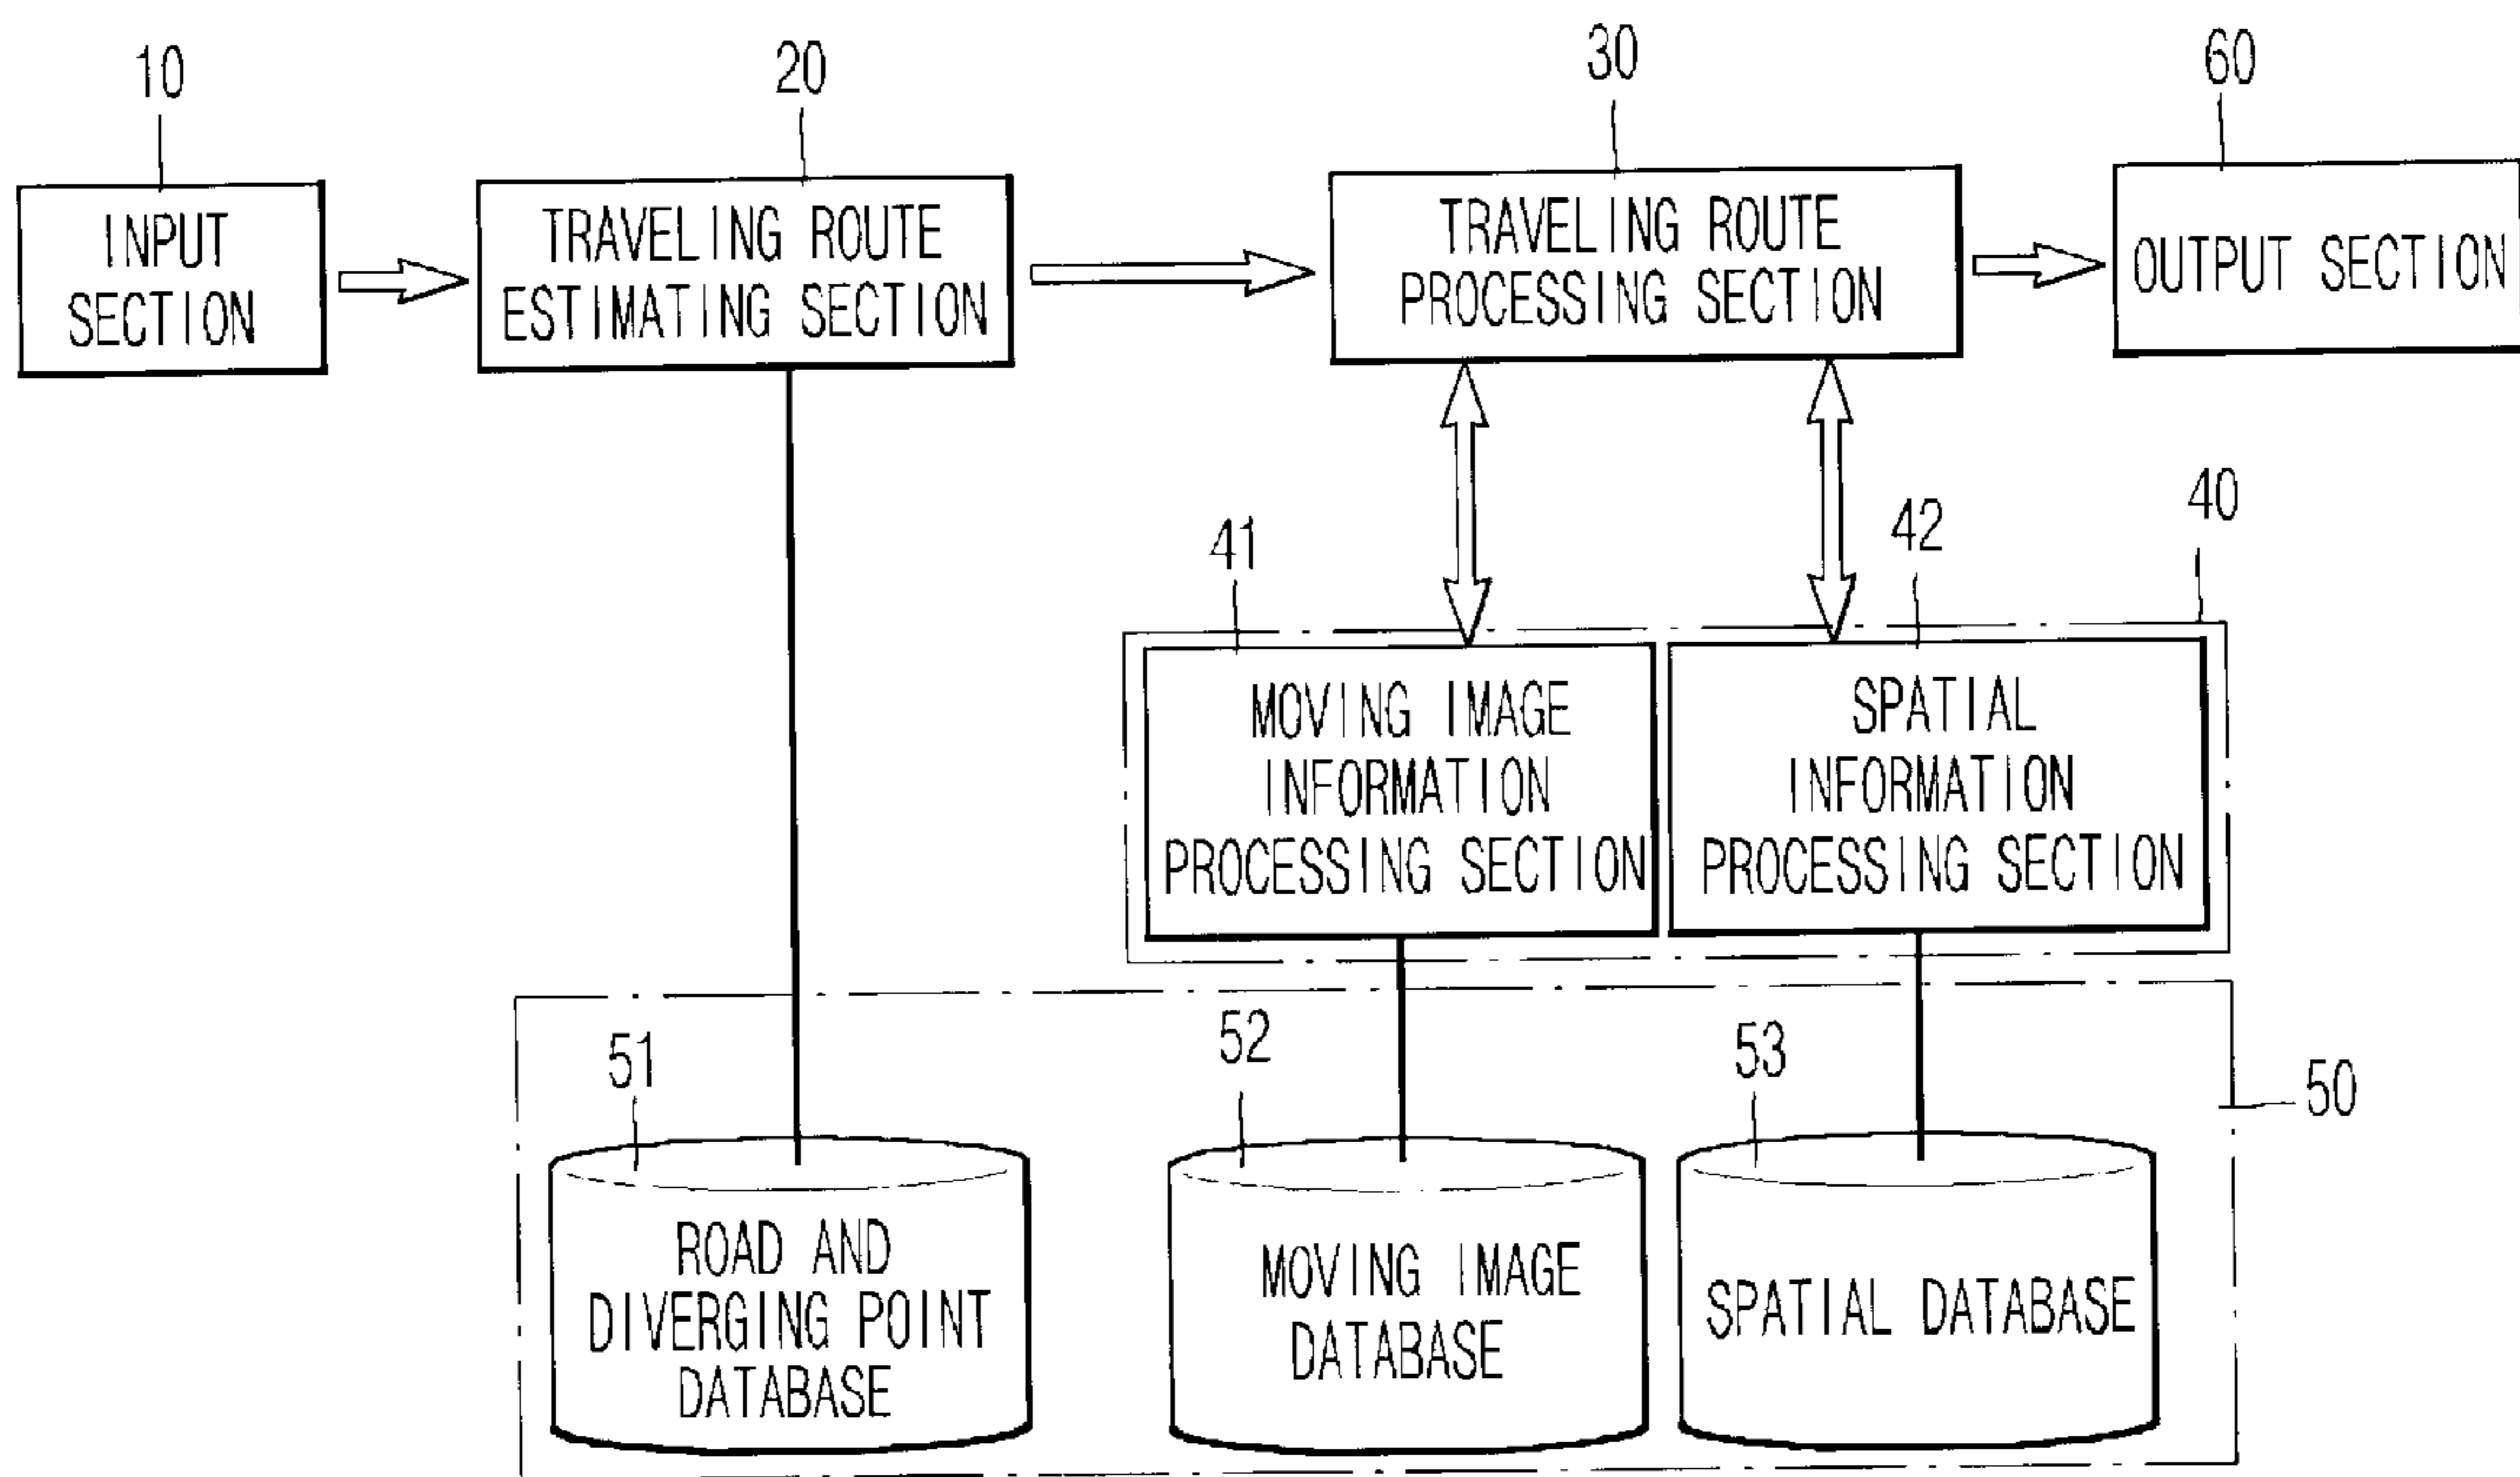 10
20
30
60
INPUT
SECTION
TRAVELING ROUTE
ESTIMATING SECTION
TRAVELING ROUTE
PROCESSING SECTION
OUTPUT SECTION
40
41
42
MOVING IMAGE
INFORMATION
PROCESSING SECTION
SPATIAL
INFORMATION
PROCESSING SECTION
50
51
52
53
ROAD AND
DIVERGING POINT
DATABASE
MOVING IMAGE
DATABASE
SPATIAL DATABASE